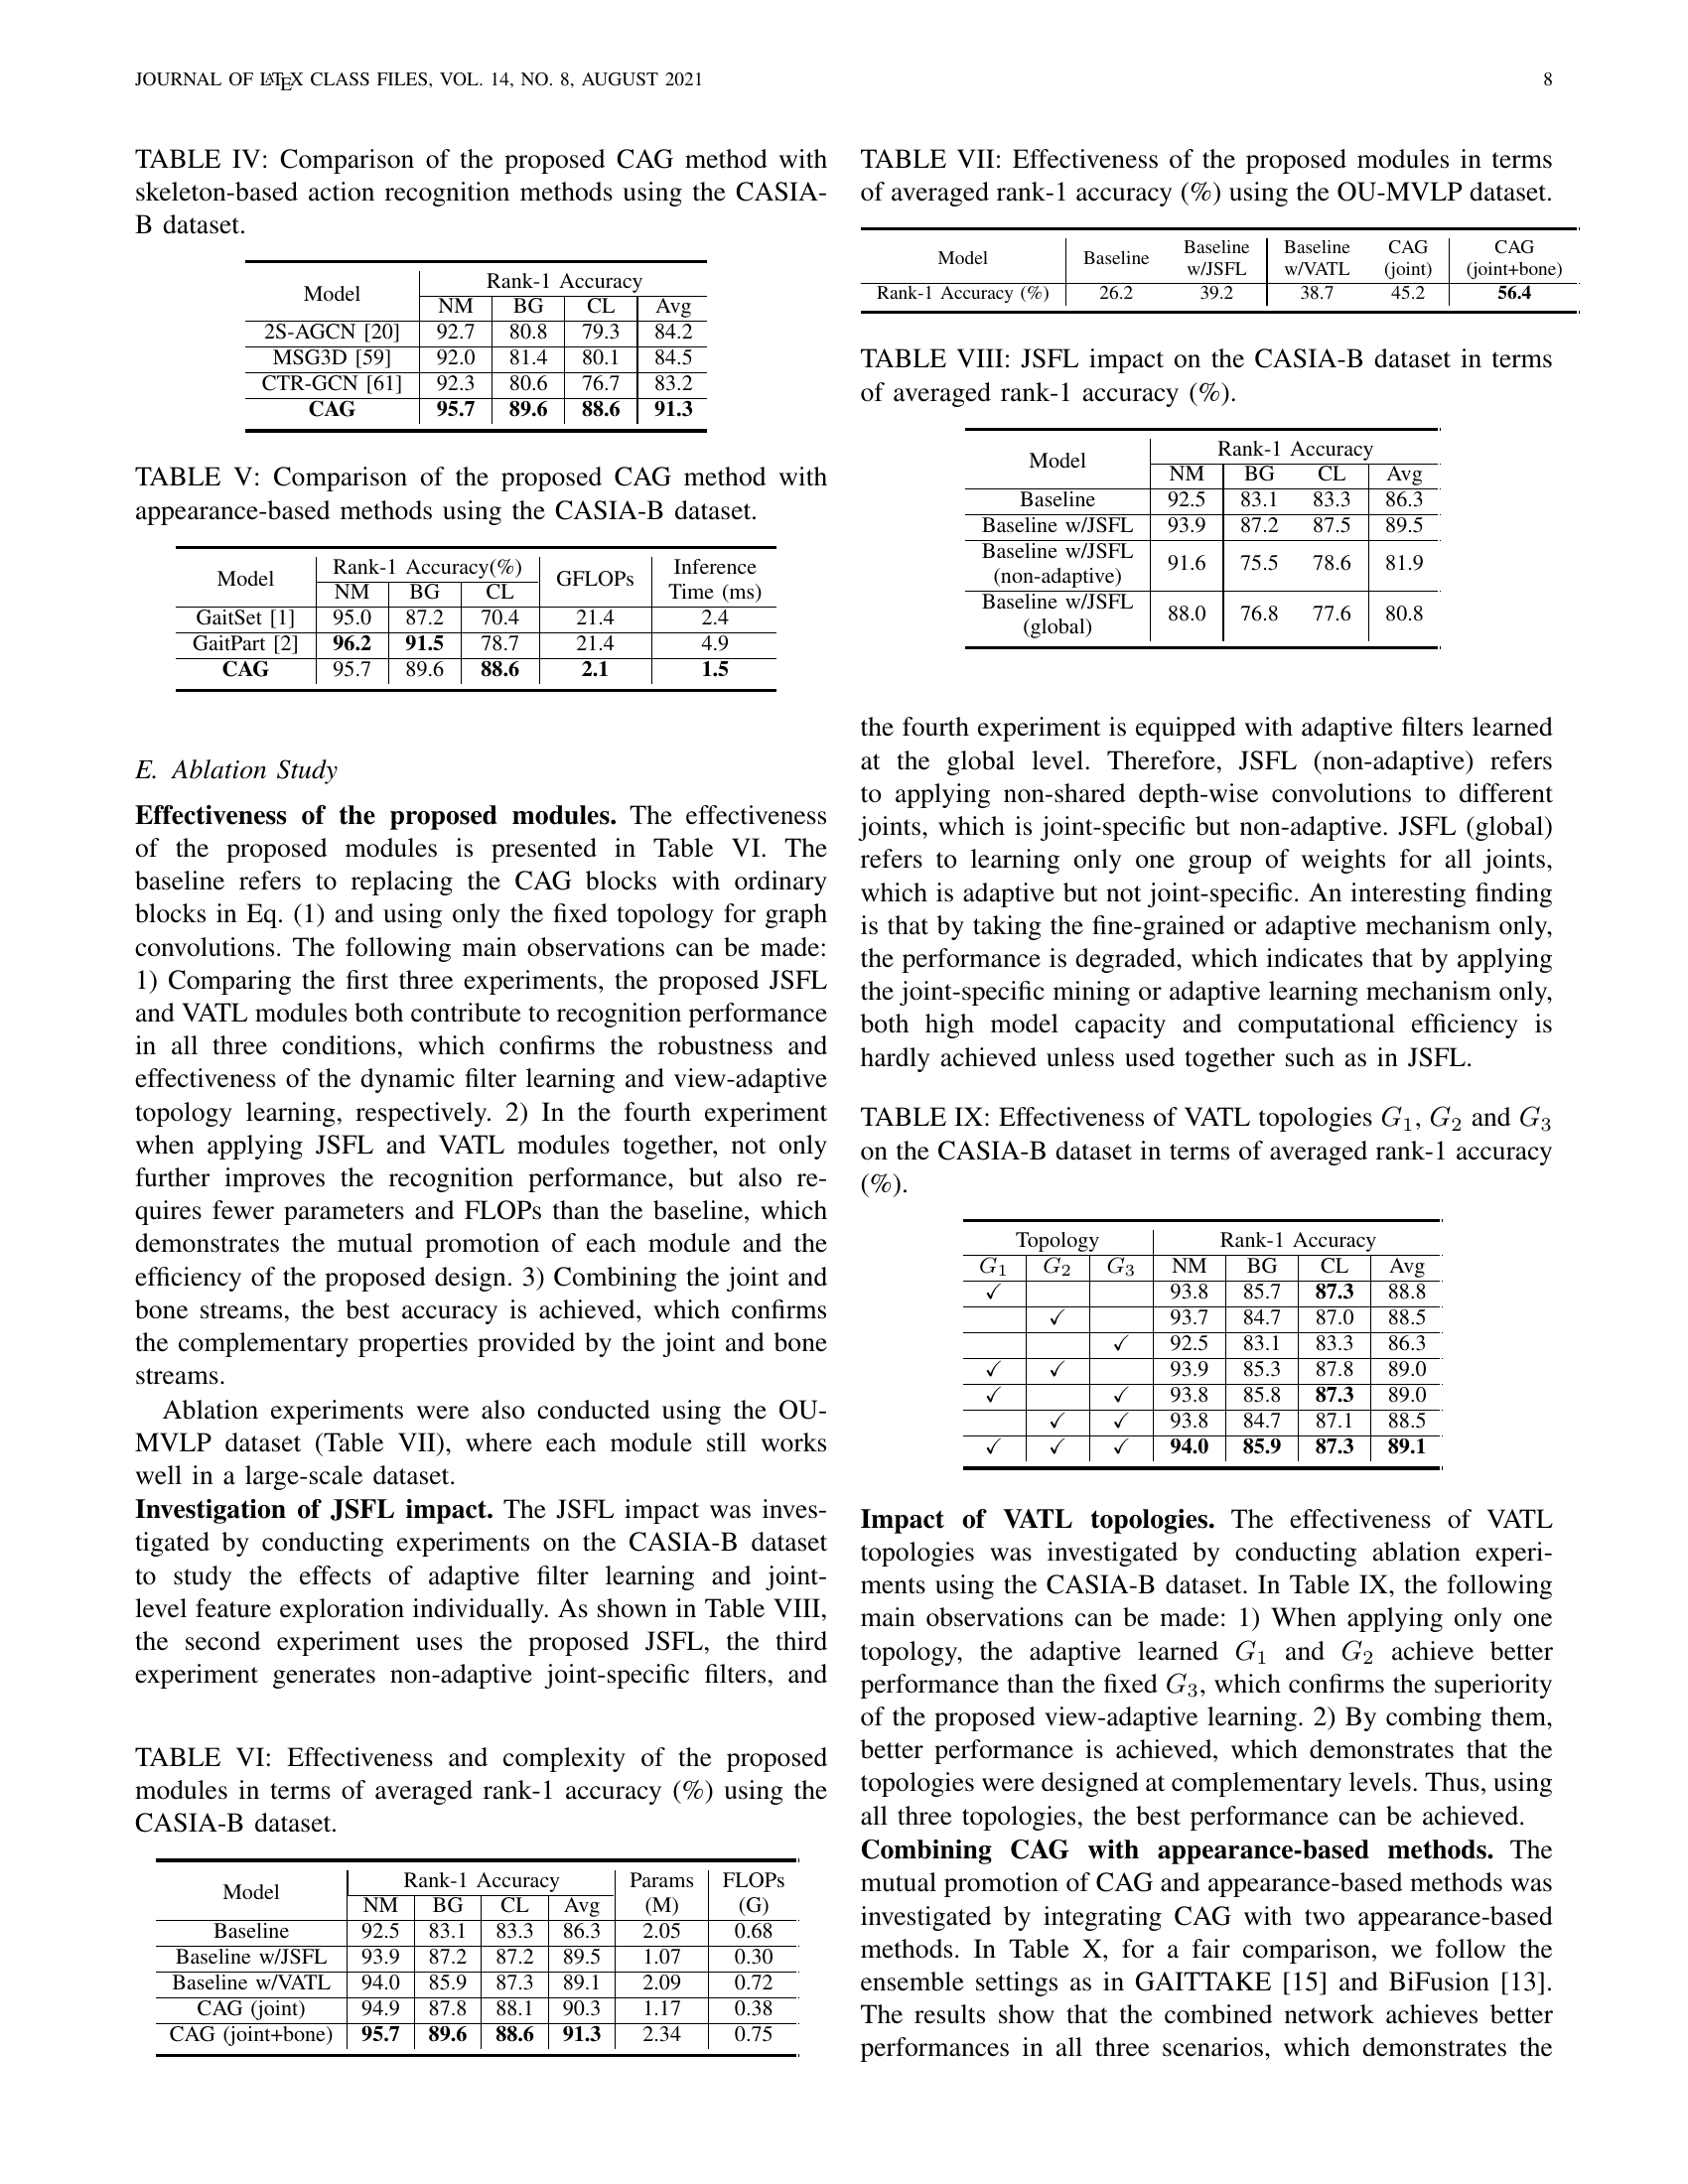 JOURNAL OF LATEX CLASS FILES, VOL. 14, NO. 8, AUGUST 2021 8
TABLE IV: Comparison of the proposed CAG method with
skeleton-based action recognition methods using the CASIA-
B dataset.
Model Rank-1 Accuracy
NM BG CL Avg
2S-AGCN [20] 92.7 80.8 79.3 84.2
MSG3D [59] 92.0 81.4 80.1 84.5
CTR-GCN [61] 92.3 80.6 76.7 83.2
CAG 95.7 89.6 88.6 91.3
TABLE V: Comparison of the proposed CAG method with
appearance-based methods using the CASIA-B dataset.
Model Rank-1 Accuracy(%) GFLOPs Inference
NM BG CL Time (ms)
GaitSet [1] 95.0 87.2 70.4 21.4 2.4
GaitPart [2] 96.2 91.5 78.7 21.4 4.9
CAG 95.7 89.6 88.6 2.1 1.5
E. Ablation Study
Effectiveness of the proposed modules. The effectiveness
of the proposed modules is presented in Table VI. The
baseline refers to replacing the CAG blocks with ordinary
blocks in Eq. (1) and using only the fixed topology for graph
convolutions. The following main observations can be made:
1) Comparing the first three experiments, the proposed JSFL
and VATL modules both contribute to recognition performance
in all three conditions, which confirms the robustness and
effectiveness of the dynamic filter learning and view-adaptive
topology learning, respectively. 2) In the fourth experiment
when applying JSFL and VATL modules together, not only
further improves the recognition performance, but also re-
quires fewer parameters and FLOPs than the baseline, which
demonstrates the mutual promotion of each module and the
efficiency of the proposed design. 3) Combining the joint and
bone streams, the best accuracy is achieved, which confirms
the complementary properties provided by the joint and bone
streams.
Ablation experiments were also conducted using the OU-
MVLP dataset (Table VII), where each module still works
well in a large-scale dataset.
Investigation of JSFL impact. The JSFL impact was inves-
tigated by conducting experiments on the CASIA-B dataset
to study the effects of adaptive filter learning and joint-
level feature exploration individually. As shown in Table VIII,
the second experiment uses the proposed JSFL, the third
experiment generates non-adaptive joint-specific filters, and
TABLE VI: Effectiveness and complexity of the proposed
modules in terms of averaged rank-1 accuracy (%) using the
CASIA-B dataset.
Model Rank-1 Accuracy Params FLOPs
NM BG CL Avg (M) (G)
Baseline 92.5 83.1 83.3 86.3 2.05 0.68
Baseline w/JSFL 93.9 87.2 87.2 89.5 1.07 0.30
Baseline w/VATL 94.0 85.9 87.3 89.1 2.09 0.72
CAG (joint) 94.9 87.8 88.1 90.3 1.17 0.38
CAG (joint+bone) 95.7 89.6 88.6 91.3 2.34 0.75
TABLE VII: Effectiveness of the proposed modules in terms
of averaged rank-1 accuracy (%) using the OU-MVLP dataset.
Model Baseline Baseline Baseline CAG CAG
w/JSFL w/VATL (joint) (joint+bone)
Rank-1 Accuracy (%) 26.2 39.2 38.7 45.2 56.4
TABLE VIII: JSFL impact on the CASIA-B dataset in terms
of averaged rank-1 accuracy (%).
Model Rank-1 Accuracy
NM BG CL Avg
Baseline 92.5 83.1 83.3 86.3
Baseline w/JSFL 93.9 87.2 87.5 89.5
Baseline w/JSFL
(non-adaptive) 91.6 75.5 78.6 81.9
Baseline w/JSFL
(global) 88.0 76.8 77.6 80.8
the fourth experiment is equipped with adaptive filters learned
at the global level. Therefore, JSFL (non-adaptive) refers
to applying non-shared depth-wise convolutions to different
joints, which is joint-specific but non-adaptive. JSFL (global)
refers to learning only one group of weights for all joints,
which is adaptive but not joint-specific. An interesting finding
is that by taking the fine-grained or adaptive mechanism only,
the performance is degraded, which indicates that by applying
the joint-specific mining or adaptive learning mechanism only,
both high model capacity and computational efficiency is
hardly achieved unless used together such as in JSFL.
TABLE IX: Effectiveness of VATL topologies G1, G2 and G3
on the CASIA-B dataset in terms of averaged rank-1 accuracy
(%).
Topology Rank-1 Accuracy
G1 G2 G3 NM BG CL Avg
✓ 93.8 85.7 87.3 88.8
✓ 93.7 84.7 87.0 88.5
✓ 92.5 83.1 83.3 86.3
✓ ✓ 93.9 85.3 87.8 89.0
✓ ✓ 93.8 85.8 87.3 89.0
✓ ✓ 93.8 84.7 87.1 88.5
✓ ✓ ✓ 94.0 85.9 87.3 89.1
Impact of VATL topologies. The effectiveness of VATL
topologies was investigated by conducting ablation experi-
ments using the CASIA-B dataset. In Table IX, the following
main observations can be made: 1) When applying only one
topology, the adaptive learned G1 and G2 achieve better
performance than the fixed G3, which confirms the superiority
of the proposed view-adaptive learning. 2) By combing them,
better performance is achieved, which demonstrates that the
topologies were designed at complementary levels. Thus, using
all three topologies, the best performance can be achieved.
Combining CAG with appearance-based methods. The
mutual promotion of CAG and appearance-based methods was
investigated by integrating CAG with two appearance-based
methods. In Table X, for a fair comparison, we follow the
ensemble settings as in GAITTAKE [15] and BiFusion [13].
The results show that the combined network achieves better
performances in all three scenarios, which demonstrates the